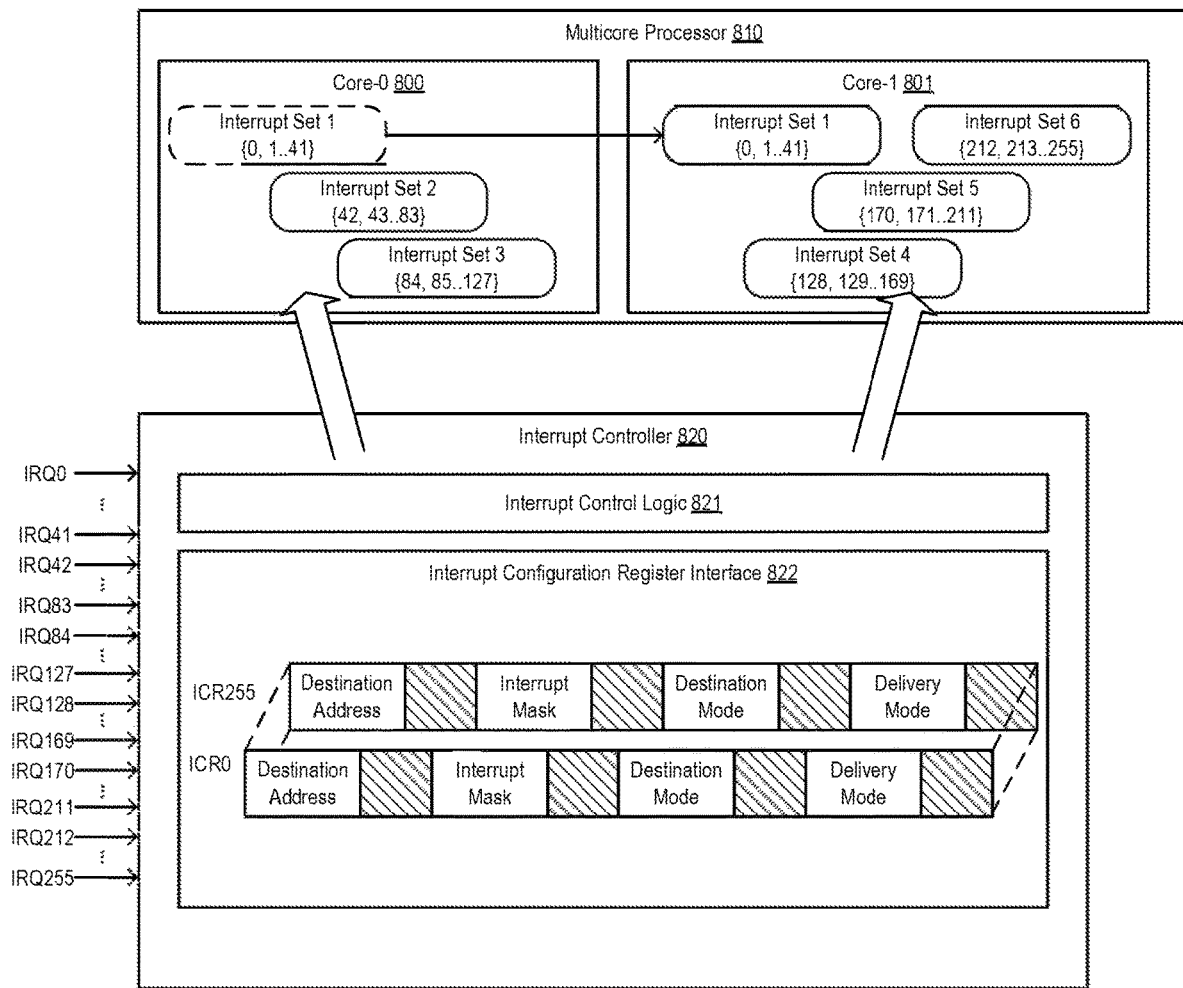 Multicore Processor 810
Core-0 800
Core-1 801
Interrupt Set 1
{0, 1..41}
Interrupt Set 1
{0, 1..41}
Interrupt Set 6
{212, 213..255}
Interrupt Set 2
{42, 43..83}
Interrupt Set 5
{170, 171..211}
Interrupt Set 3
{84, 85..127}
Interrupt Set 4
{128, 129..169}
Interrupt Controller 820
Interrupt Control Logic 821
Interrupt Configuration Register Interface 822
IRQ0
...
IRQ41
IRQ42
...
IRQ83
IRQ84
...
IRQ127
IRQ128
...
IRQ169
IRQ170
...
IRQ211
IRQ212
...
IRQ255
ICR255
Destination
Address
Interrupt
Mask
Destination
Mode
Delivery
Mode
ICR0
Destination
Address
Interrupt
Mask
Destination
Mode
Delivery
Mode